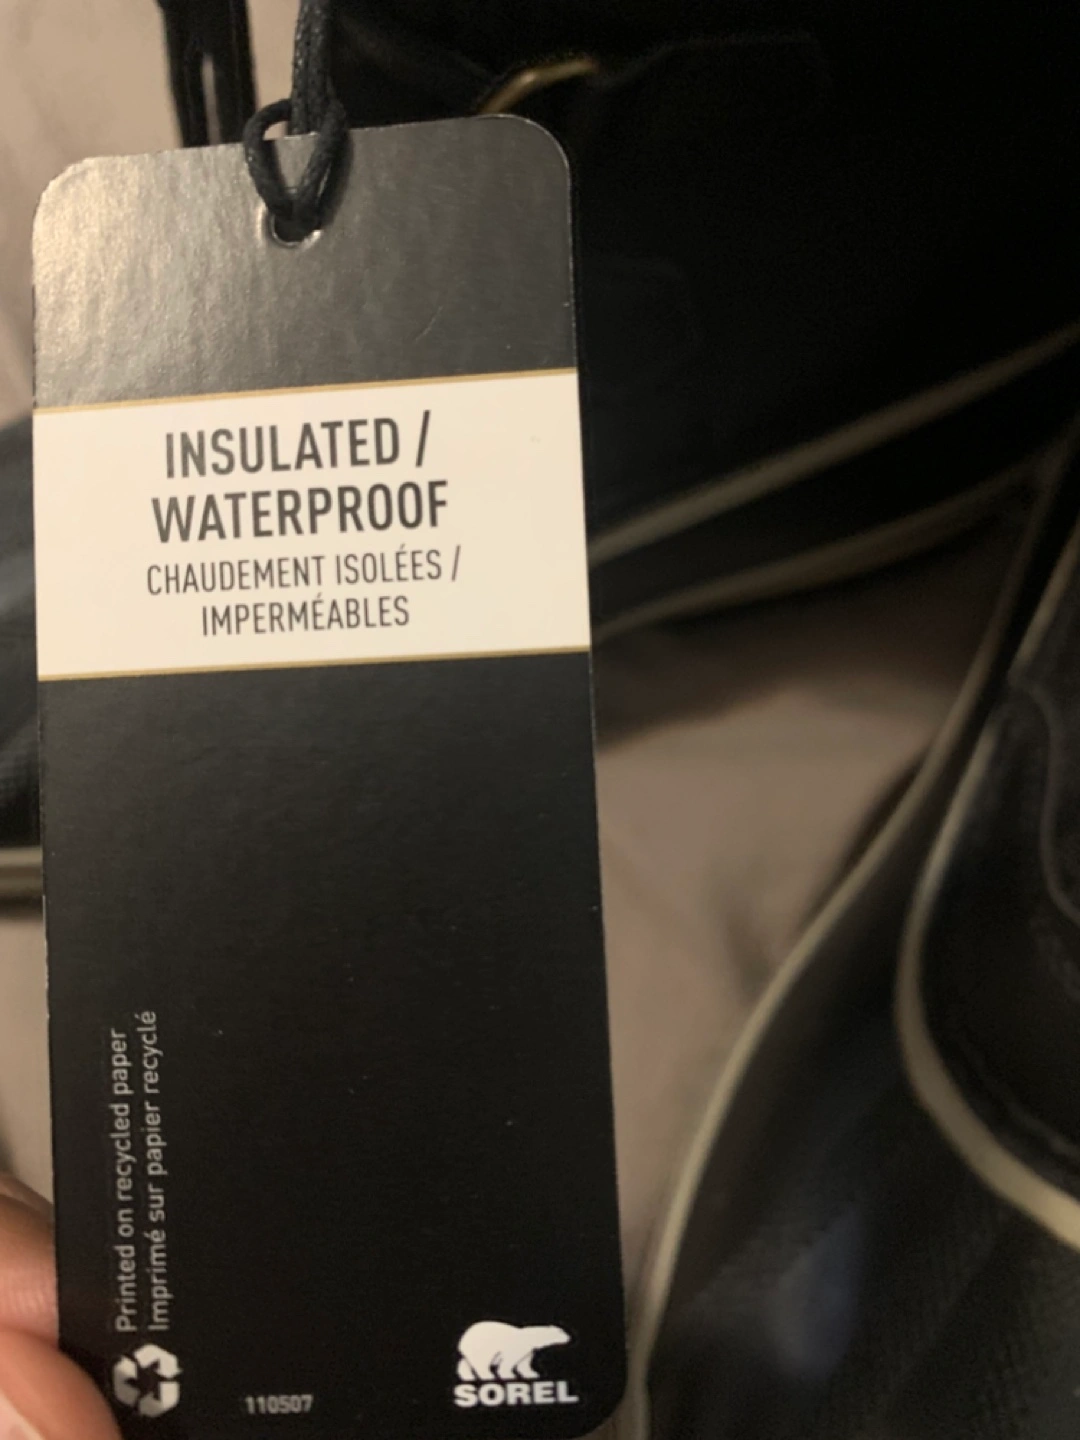 INSULATED /
WATERPROOF
CHAUDEMENT ISOLÉES /
IMPERMÉABLES
Printed on recycled paper
Imprimé sur papier recyclé
110507
SOREL